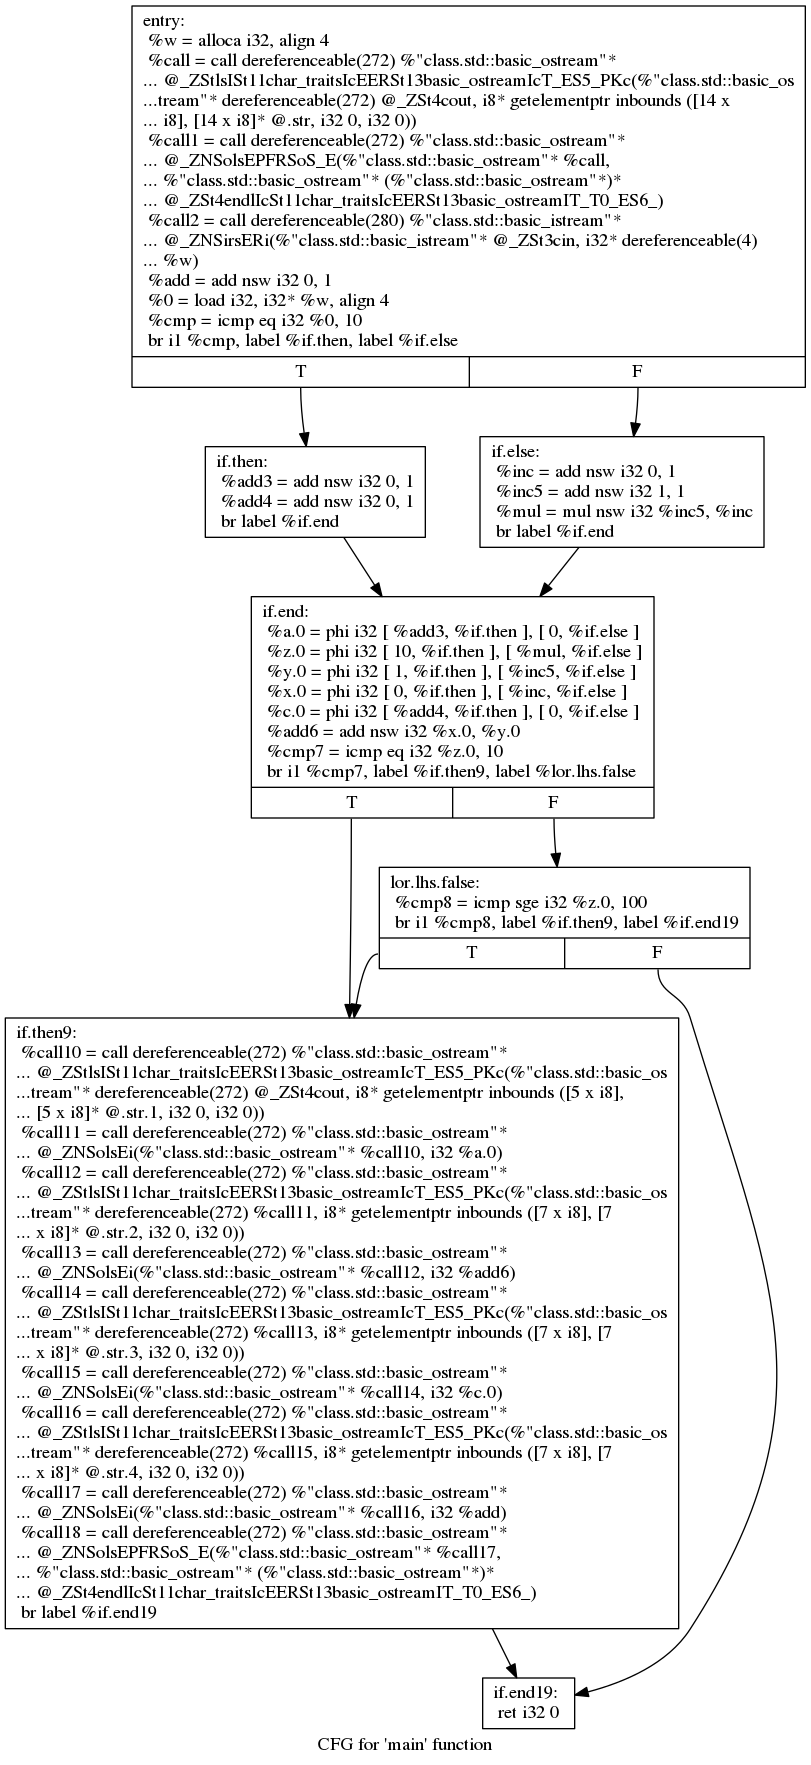 entry:
%w = alloca i32, align 4
%call = call dereferenceable(272) %"class.std::basic_ostream"*
... @_ZStlsISt11char_traitsIcEERSt13basic_ostreamIcT_ES5_PKc(%"class.std::basic_os
...tream"* dereferenceable(272) @_ZSt4cout, i8* getelementptr inbounds ([14 x
... i8], [14 x i8]* @.str, i32 0, i32 0))
%call1 = call dereferenceable(272) %"class.std::basic_ostream"*
... @_ZNSolsEPFRSoS_E(%"class.std::basic_ostream"* %call,
... %"class.std::basic_ostream"* (%"class.std::basic_ostream"*)*
... @_ZSt4endlIcSt11char_traitsIcEERSt13basic_ostreamIT_T0_ES6_)
%call2 = call dereferenceable(280) %"class.std::basic_istream"*
... @_ZNSirsERi(%"class.std::basic_istream"* @_ZSt3cin, i32* dereferenceable(4)
... %w)
%add = add nsw i32 0, 1
%0 = load i32, i32* %w, align 4
%cmp = icmp eq i32 %0, 10
br i1 %cmp, label %if.then, label %if.else
T F
if.then:
%add3 = add nsw i32 0, 1
%add4 = add nsw i32 0, 1
br label %if.end
if.else:
%inc = add nsw i32 0, 1
%inc5 = add nsw i32 1, 1
%mul = mul nsw i32 %inc5, %inc
br label %if.end
if.end:
%a.0 = phi i32 [ %add3, %if.then ], [ 0, %if.else ]
%z.0 = phi i32 [ 10, %if.then ], [ %mul, %if.else ]
%y.0 = phi i32 [ 1, %if.then ], [ %inc5, %if.else ]
%x.0 = phi i32 [ 0, %if.then ], [ %inc, %if.else ]
%c.0 = phi i32 [ %add4, %if.then ], [ 0, %if.else ]
%add6 = add nsw i32 %x.0, %y.0
%cmp7 = icmp eq i32 %z.0, 10
br i1 %cmp7, label %if.then9, label %lor.lhs.false
T F
lor.lhs.false:
%cmp8 = icmp sge i32 %z.0, 100
br i1 %cmp8, label %if.then9, label %if.end19
T F
if.then9:
%call10 = call dereferenceable(272) %"class.std::basic_ostream"*
... @_ZStlsISt11char_traitsIcEERSt13basic_ostreamIcT_ES5_PKc(%"class.std::basic_os
...tream"* dereferenceable(272) @_ZSt4cout, i8* getelementptr inbounds ([5 x i8],
... [5 x i8]* @.str.1, i32 0, i32 0))
%call11 = call dereferenceable(272) %"class.std::basic_ostream"*
... @_ZNSolsEi(%"class.std::basic_ostream"* %call10, i32 %a.0)
%call12 = call dereferenceable(272) %"class.std::basic_ostream"*
... @_ZStlsISt11char_traitsIcEERSt13basic_ostreamIcT_ES5_PKc(%"class.std::basic_os
...tream"* dereferenceable(272) %call11, i8* getelementptr inbounds ([7 x i8], [7
... x i8]* @.str.2, i32 0, i32 0))
%call13 = call dereferenceable(272) %"class.std::basic_ostream"*
... @_ZNSolsEi(%"class.std::basic_ostream"* %call12, i32 %add6)
%call14 = call dereferenceable(272) %"class.std::basic_ostream"*
... @_ZStlsISt11char_traitsIcEERSt13basic_ostreamIcT_ES5_PKc(%"class.std::basic_os
...tream"* dereferenceable(272) %call13, i8* getelementptr inbounds ([7 x i8], [7
... x i8]* @.str.3, i32 0, i32 0))
%call15 = call dereferenceable(272) %"class.std::basic_ostream"*
... @_ZNSolsEi(%"class.std::basic_ostream"* %call14, i32 %c.0)
%call16 = call dereferenceable(272) %"class.std::basic_ostream"*
... @_ZStlsISt11char_traitsIcEERSt13basic_ostreamIcT_ES5_PKc(%"class.std::basic_os
...tream"* dereferenceable(272) %call15, i8* getelementptr inbounds ([7 x i8], [7
... x i8]* @.str.4, i32 0, i32 0))
%call17 = call dereferenceable(272) %"class.std::basic_ostream"*
... @_ZNSolsEi(%"class.std::basic_ostream"* %call16, i32 %add)
%call18 = call dereferenceable(272) %"class.std::basic_ostream"*
... @_ZNSolsEPFRSoS_E(%"class.std::basic_ostream"* %call17,
... %"class.std::basic_ostream"* (%"class.std::basic_ostream"*)*
... @_ZSt4endlIcSt11char_traitsIcEERSt13basic_ostreamIT_T0_ES6_)
br label %if.end19
if.end19:
ret i32 0
CFG for 'main' function